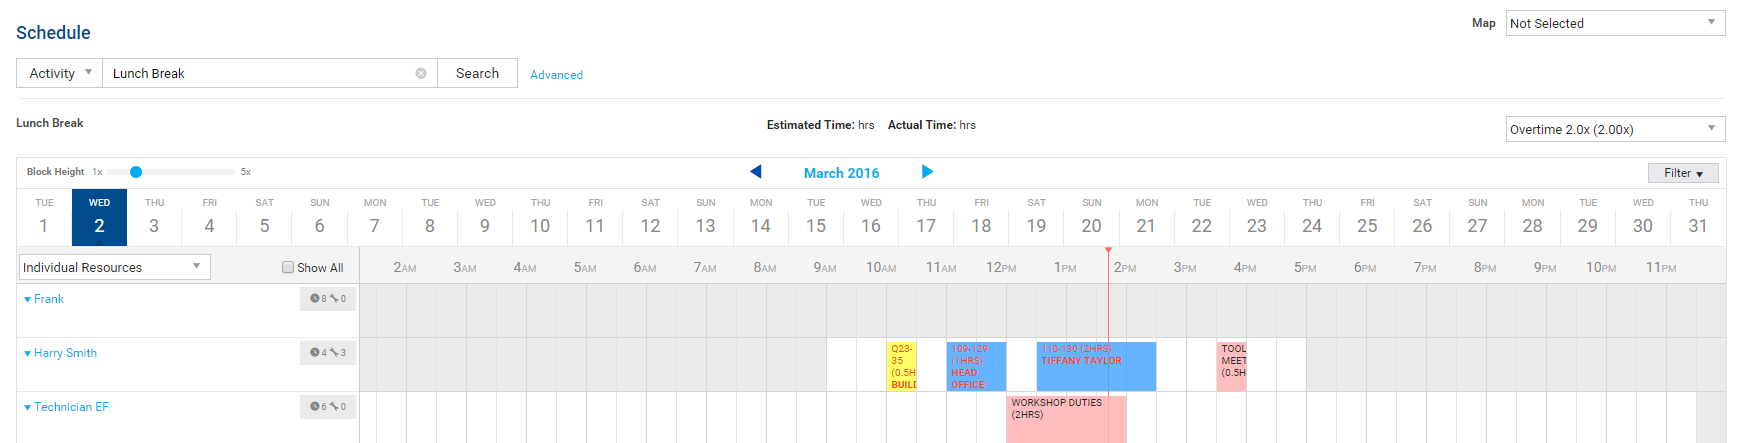 Schedule
Map Not Selected
Activity Lunch Break Search Advanced
Lunch Break
Estimated Time: hrs Actual Time: hrs
Overtime 2.0x (2.00x)
Block Height 1x 5x
March 2016
Filter
TUE WED THU FRI SAT SUN MON TUE WED THU FRI SAT SUN MON TUE WED THU FRI SAT SUN MON TUE WED THU FRI SAT SUN MON TUE WED THU
1 2 3 4 5 6 7 8 9 10 11 12 13 14 15 16 17 18 19 20 21 22 23 24 25 26 27 28 29 30 31
Individual Resources Show All 2AM 3AM 4AM 5AM 6AM 7AM 8AM 9AM 10AM 11AM 12PM 1PM 2PM 3PM 4PM 5PM 6PM 7PM 8PM 9PM 10PM 11PM
Frank 8 0
Harry Smith 4 3
Q23-
35
(0.5H
BUILD
109-129
(1HRS)
HEAD
OFFICE
110-130 (2HRS)
TIFFANY TAYLOR
TOOL
MEET
(0.5H
Technician EF 6 0
WORKSHOP DUTIES
(2HRS)